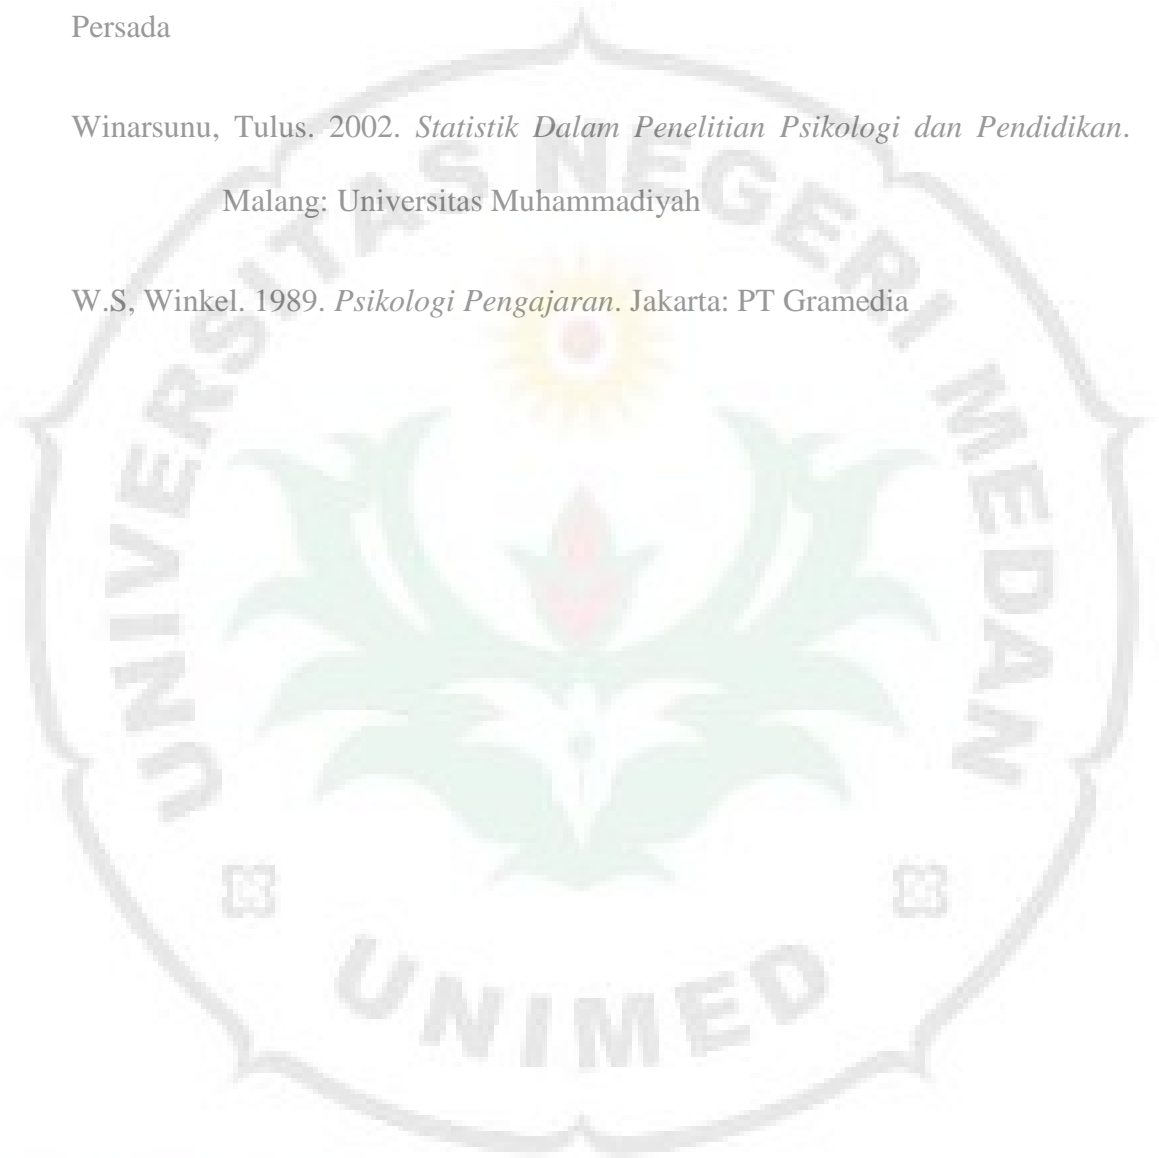 Persada
Winarsunu, Tulus. 2002. Statistik Dalam Penelitian Psikologi dan Pendidikan.
Malang: Universitas Muhammadiyah
W.S, Winkel. 1989. Psikologi Pengajaran. Jakarta: PT Gramedia
UNIVERSITAS NEGERI MEDAN
UNIMED